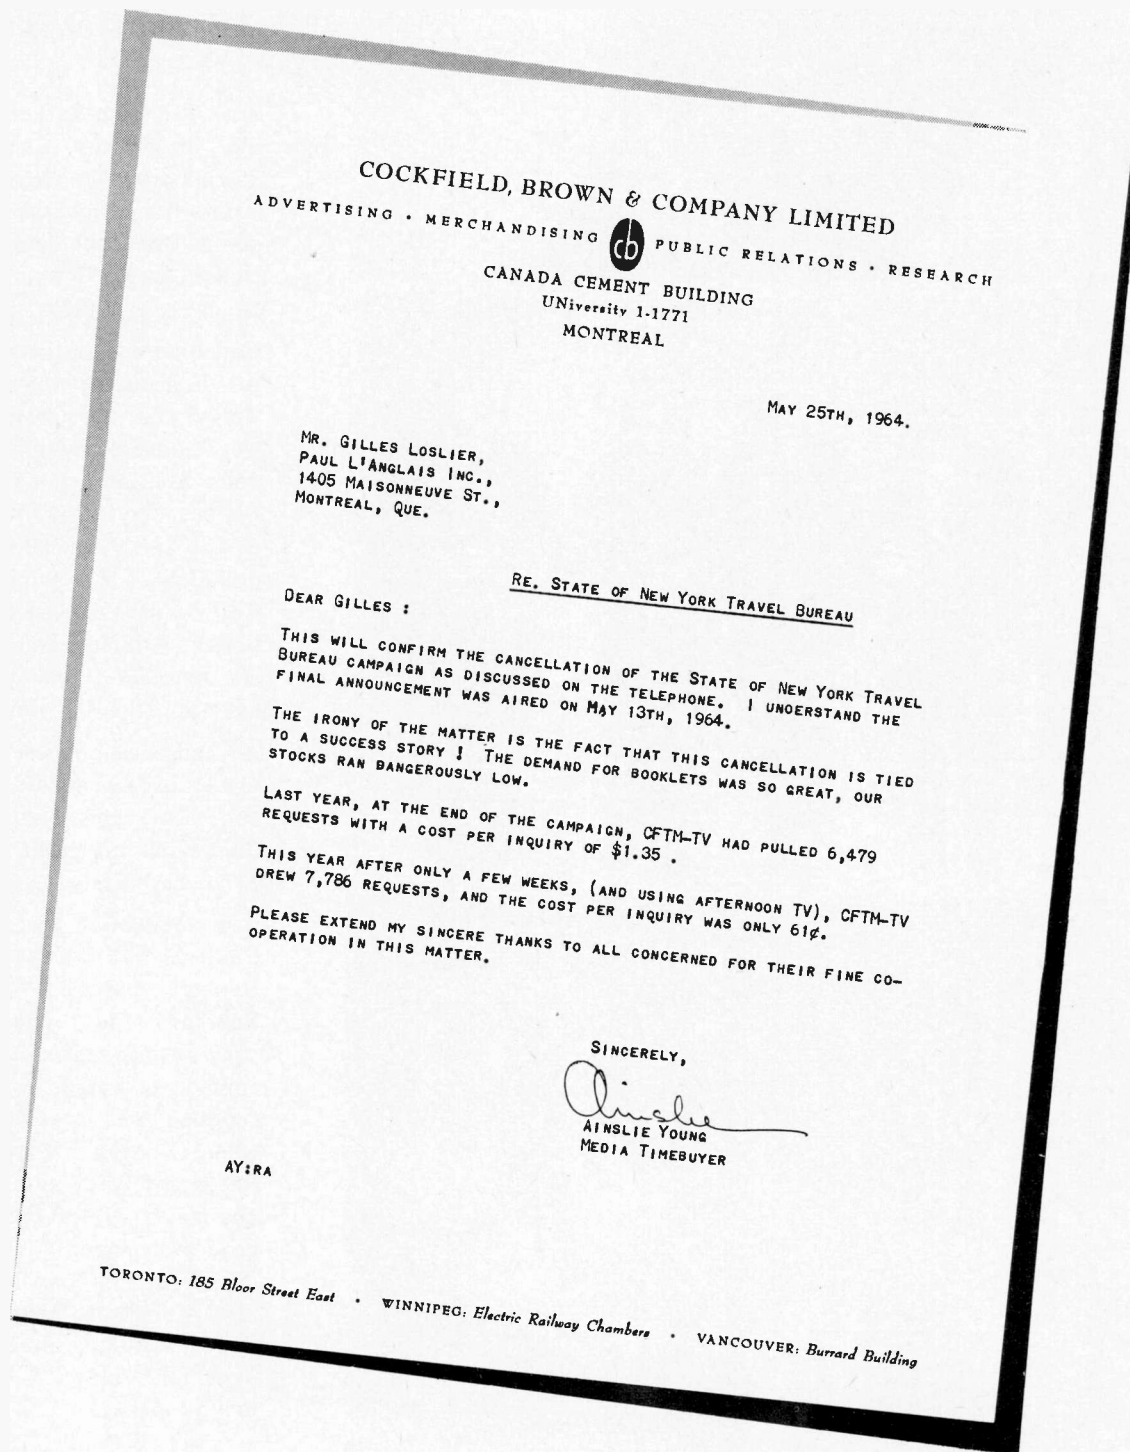 COCKFIELD, BROWN & COMPANY LIMITED
ADVERTISING • MERCHANDISING cb PUBLIC RELATIONS • RESEARCH
CANADA CEMENT BUILDING
UNiversity 1-1771
MONTREAL
MAY 25TH, 1964.
MR. GILLES LOSLIER,
PAUL L'ANGLAIS INC.,
1405 MAISONNEUVE ST.,
MONTREAL, QUE.
RE. STATE OF NEW YORK TRAVEL BUREAU
DEAR GILLES :
THIS WILL CONFIRM THE CANCELLATION OF THE STATE OF NEW YORK TRAVEL
BUREAU CAMPAIGN AS DISCUSSED ON THE TELEPHONE. I UNDERSTAND THE
FINAL ANNOUNCEMENT WAS AIRED ON MAY 13TH, 1964.
THE IRONY OF THE MATTER IS THE FACT THAT THIS CANCELLATION IS TIED
TO A SUCCESS STORY ! THE DEMAND FOR BOOKLETS WAS SO GREAT, OUR
STOCKS RAN DANGEROUSLY LOW.
LAST YEAR, AT THE END OF THE CAMPAIGN, CFTM-TV HAD PULLED 6,479
REQUESTS WITH A COST PER INQUIRY OF $1.35 .
THIS YEAR AFTER ONLY A FEW WEEKS, (AND USING AFTERNOON TV), CFTM-TV
DREW 7,786 REQUESTS, AND THE COST PER INQUIRY WAS ONLY 61¢.
PLEASE EXTEND MY SINCERE THANKS TO ALL CONCERNED FOR THEIR FINE CO-
OPERATION IN THIS MATTER.
SINCERELY,
Ainslie
AINSLIE YOUNG
MEDIA TIMEBUYER
AY:RA
TORONTO: 185 Bloor Street East • WINNIPEG: Electric Railway Chambers • VANCOUVER: Burrard Building